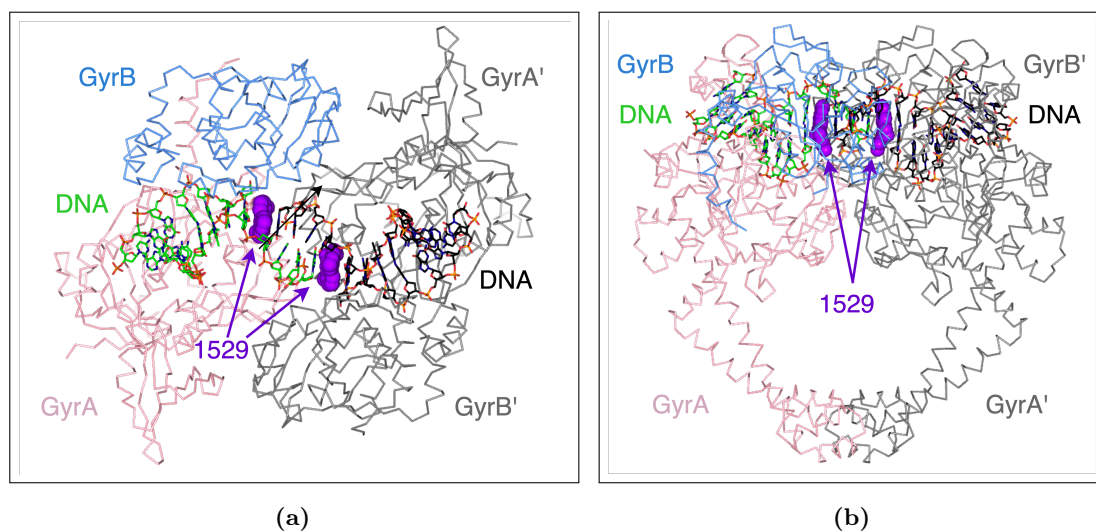 GyrB
GyrA'
DNA
DNA
1529
GyrA
GyrB'
(a)
GyrB
GyrB'
DNA
DNA
1529
GyrA
GyrA'
(b)